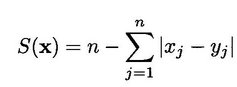 S(𝐱) = n − ∑_{j=1}^{n} |x_j − y_j|